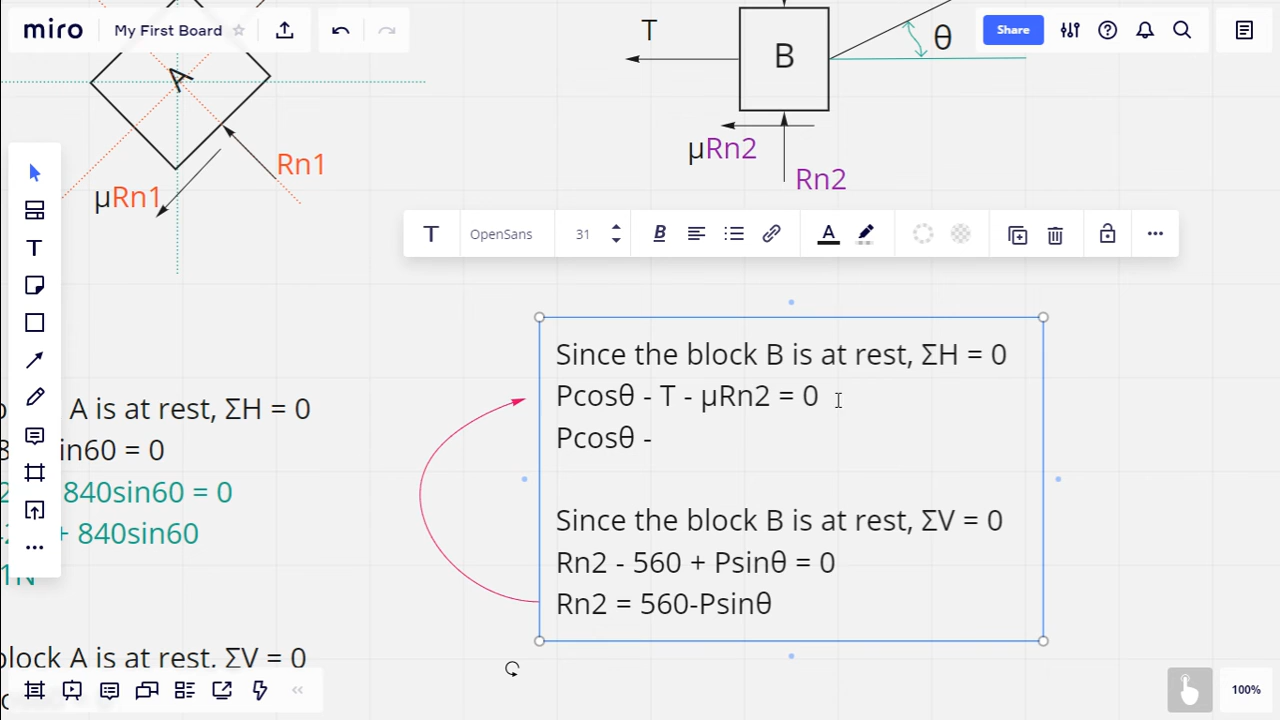 miro My First Board
Share
A
Rn1
μRn1
T
B
θ
μRn2
Rn2
T OpenSans 31 B A
T
Since the block B is at rest, ΣH = 0
Pcosθ - T - μRn2 = 0
Pcosθ -
Since the block B is at rest, ΣV = 0
Rn2 - 560 + Psinθ = 0
Rn2 = 560-Psinθ
A is at rest, ΣH = 0
in60 = 0
840sin60 = 0
+ 840sin60
block A is at rest, ΣV = 0
100%